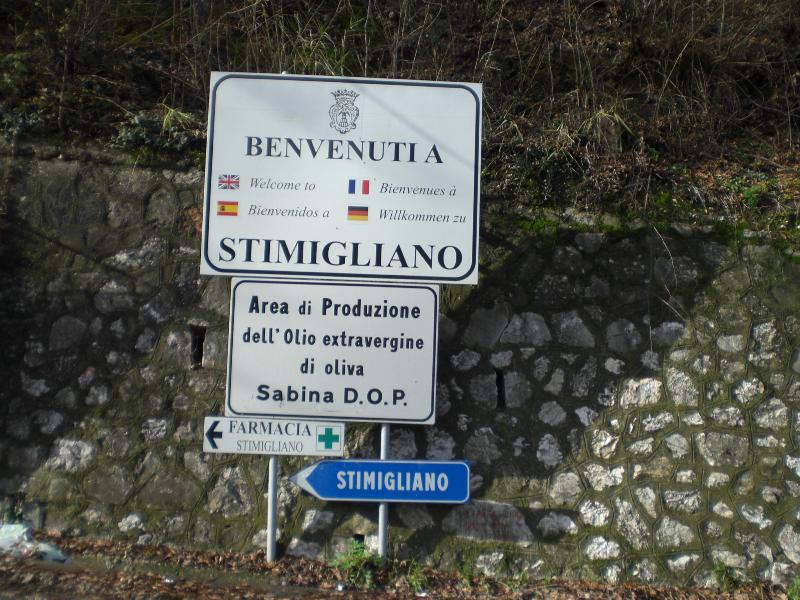 BENVENUTI A
Welcome to
Bienvenues à
Bienvenidos a
Willkommen zu
STIMIGLIANO
Area di Produzione
dell'Olio extravergine
di oliva
Sabina D.O.P.
FARMACIA
STIMIGLIANO
STIMIGLIANO